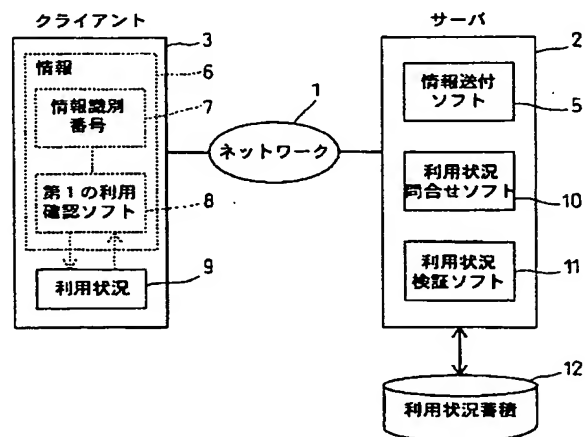 クライアント
3
情報
6
情報識別
番号
7
第1の利用
確認ソフト
8
利用状況
9
1
ネットワーク
サーバ
2
情報送付
ソフト
5
利用状況
問合せソフト
10
利用状況
検証ソフト
11
12
利用状況蓄積